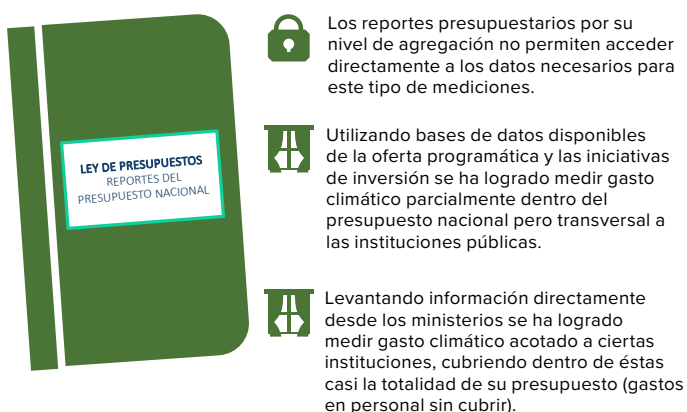 LEY DE PRESUPUESTOS
REPORTES DEL
PRESUPUESTO NACIONAL
Los reportes presupuestarios por su
nivel de agregación no permiten acceder
directamente a los datos necesarios para
este tipo de mediciones.
Utilizando bases de datos disponibles
de la oferta programática y las iniciativas
de inversión se ha logrado medir gasto
climático parcialmente dentro del
presupuesto nacional pero transversal a
las instituciones públicas.
Levantando información directamente
desde los ministerios se ha logrado
medir gasto climático acotado a ciertas
instituciones, cubriendo dentro de éstas
casi la totalidad de su presupuesto (gastos
en personal sin cubrir).